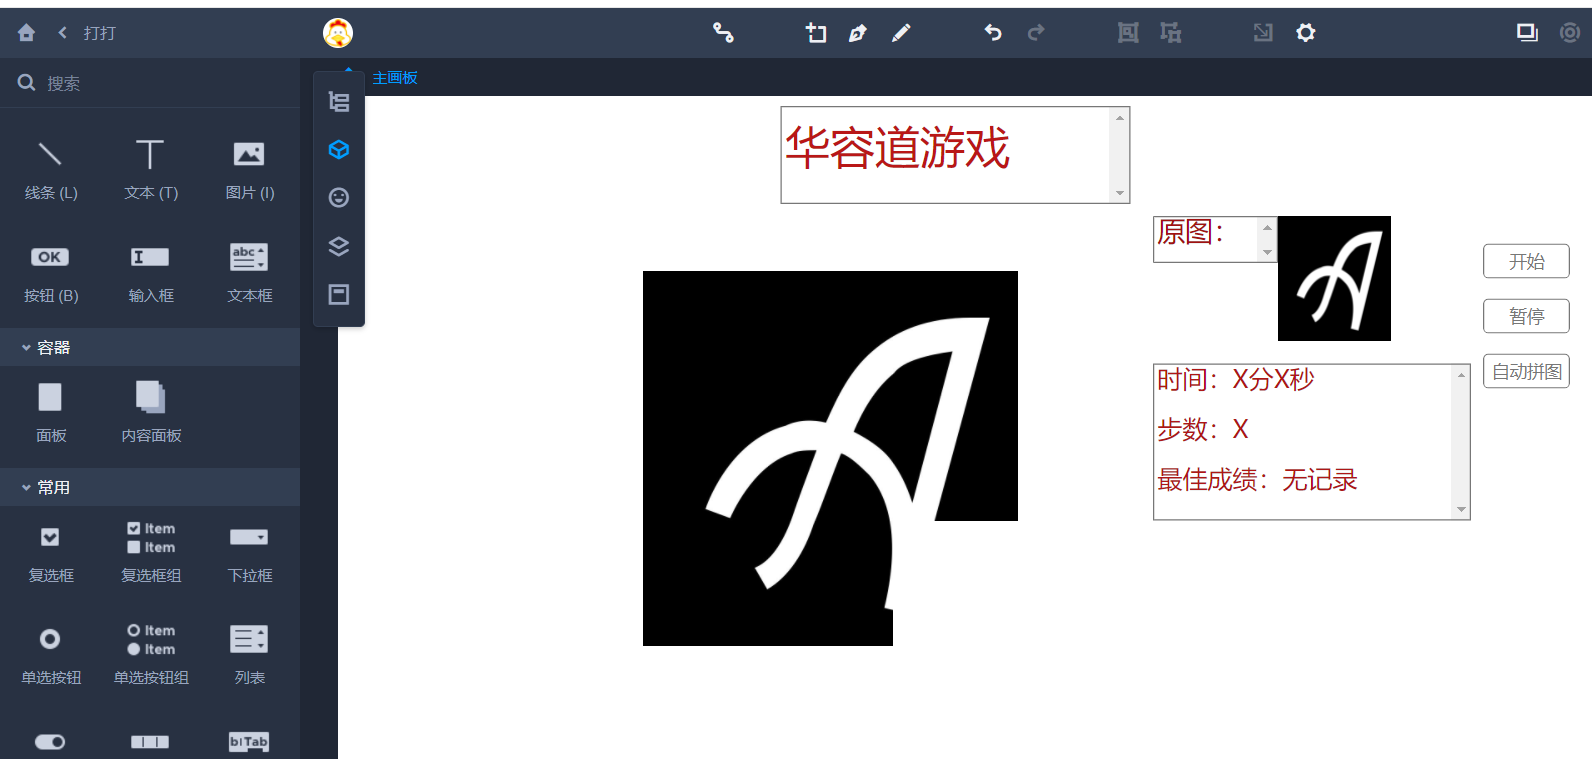 打打
搜索
主画板
线条 (L)
文本 (T)
图片 (I)
OK
abc
按钮 (B)
输入框
文本框
容器
面板
内容面板
常用
Item
Item
复选框
复选框组
下拉框
Item
Item
单选按钮
单选按钮组
列表
biTab
华容道游戏
原图：
开始
暂停
自动拼图
时间：X分X秒
步数：X
最佳成绩：无记录